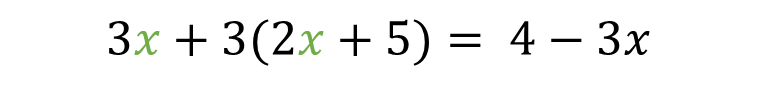 3𝑥 + 3(2𝑥 + 5) = 4 − 3𝑥